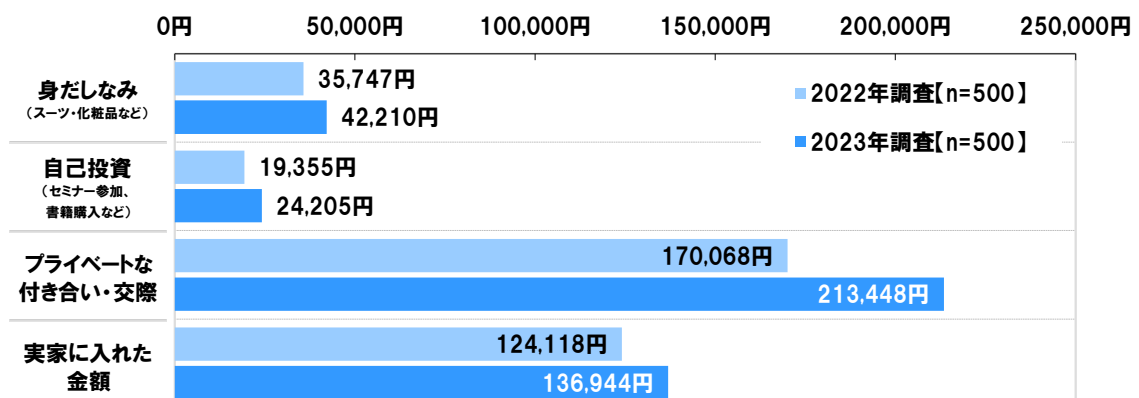 0円 50,000円 100,000円 150,000円 200,000円 250,000円
2022年調査【n=500】
2023年調査【n=500】
身だしなみ
（スーツ・化粧品など）
35,747円
42,210円
自己投資
（セミナー参加、
書籍購入など）
19,355円
24,205円
プライベートな
付き合い・交際
170,068円
213,448円
実家に入れた
金額
124,118円
136,944円